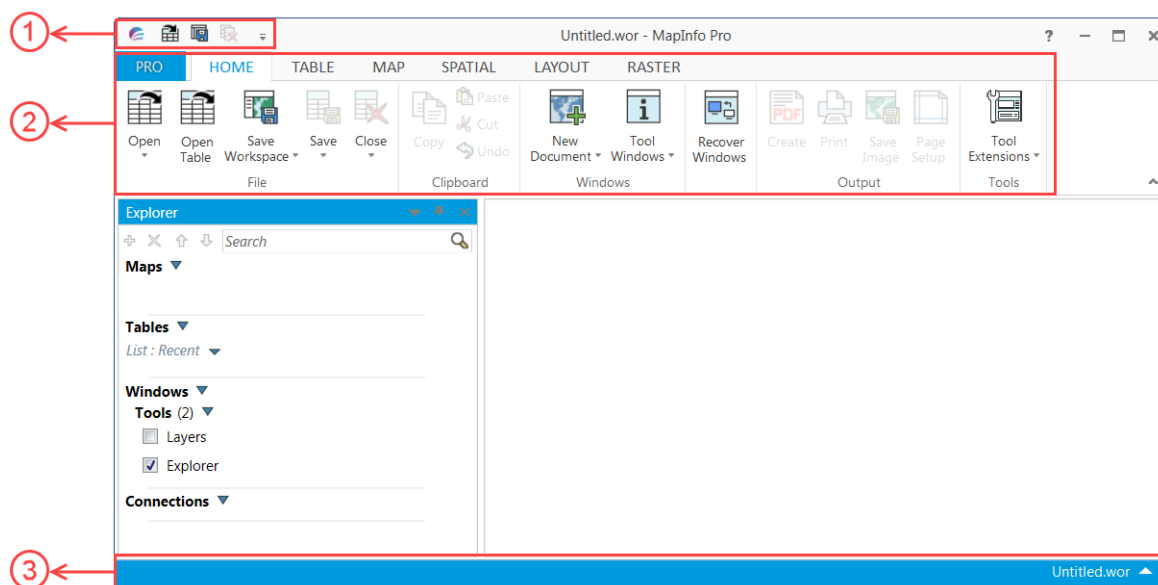 1
Untitled.wor - MapInfo Pro
?
2
PRO HOME TABLE MAP SPATIAL LAYOUT RASTER
Open
Open Table
Save Workspace
Save
Close
File
Copy
Paste
Cut
Undo
Clipboard
New Document
Tool Windows
Windows
Recover Windows
PDF
Create
Print
Save Image
Page Setup
Output
Tool Extensions
Tools
Explorer
Search
Maps
Tables
List : Recent
Windows
Tools (2)
Layers
Explorer
Connections
3
Untitled.wor